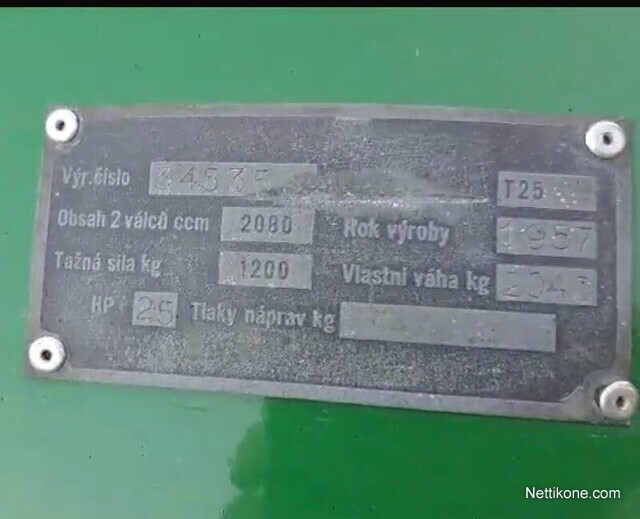 Výr. číslo 34535 T25
Obsah 2 válců ccm 2080 Rok výroby 1957
Tažná síla kg 1200 Vlastní váha kg
HP 25 Tlaky náprav kg
Nettikone.com